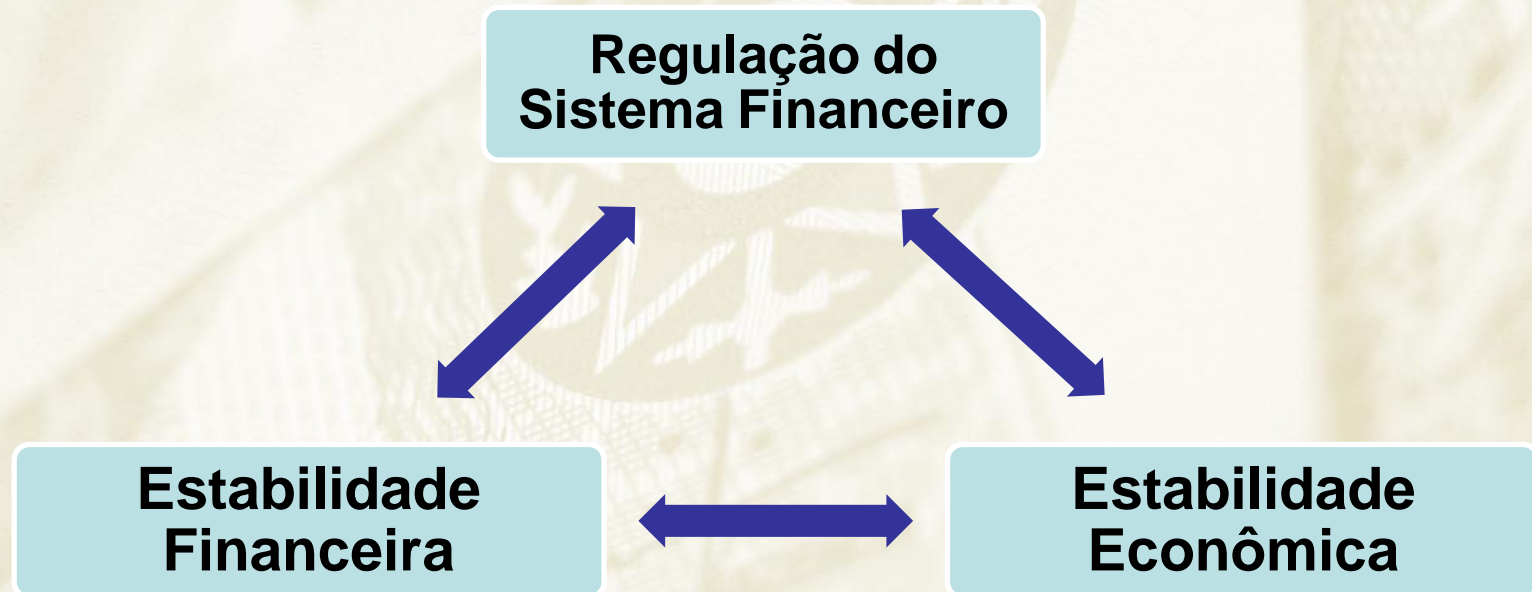 Regulação do
Sistema Financeiro
Estabilidade
Financeira
Estabilidade
Econômica